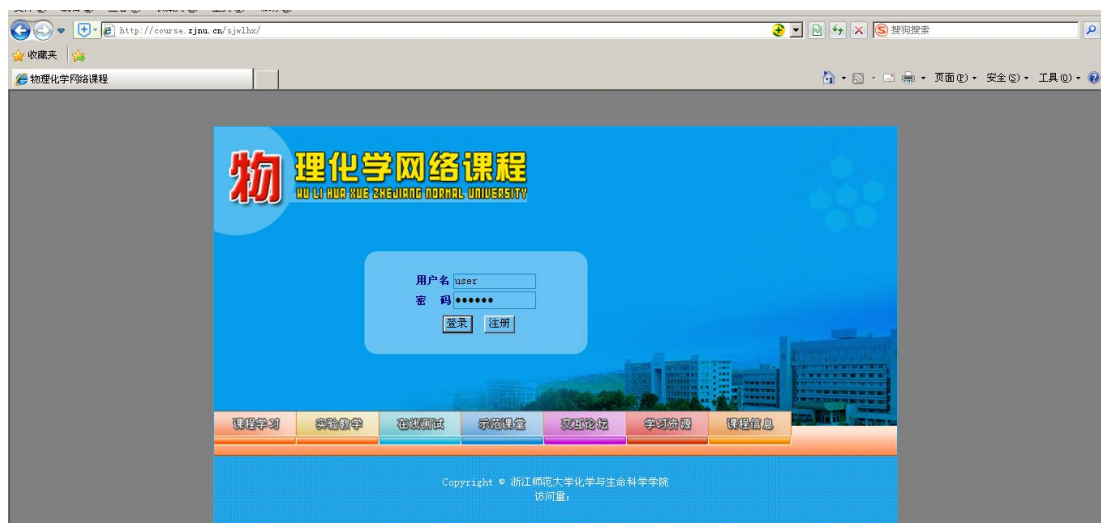 http://course.zjnu.cn/sjwlhx/
搜狗搜索
收藏夹
物理化学网络课程
页面(P)
安全(S)
工具(O)
物理化学网络课程
WU LI HUA XUE ZHEJIANG NORMAL UNIVERSITY
用户名 user
密 码 ••••••
登录 注册
课程学习 实验教学 在线测试 示范课堂 交互论坛 学习资源 课程信息
Copyright © 浙江师范大学化学与生命科学学院
访问量: